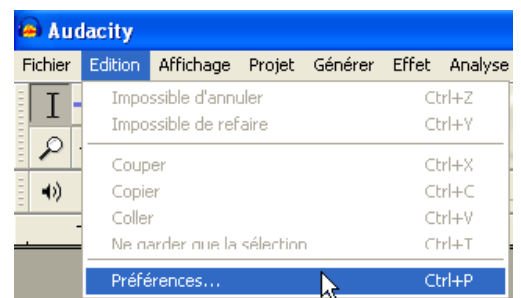 Audacity
Fichier Edition Affichage Projet Générer Effet Analyse
Impossible d'annuler Ctrl+Z
Impossible de refaire Ctrl+Y
Couper Ctrl+X
Copier Ctrl+C
Coller Ctrl+V
Ne garder que la sélection Ctrl+T
Préférences... Ctrl+P